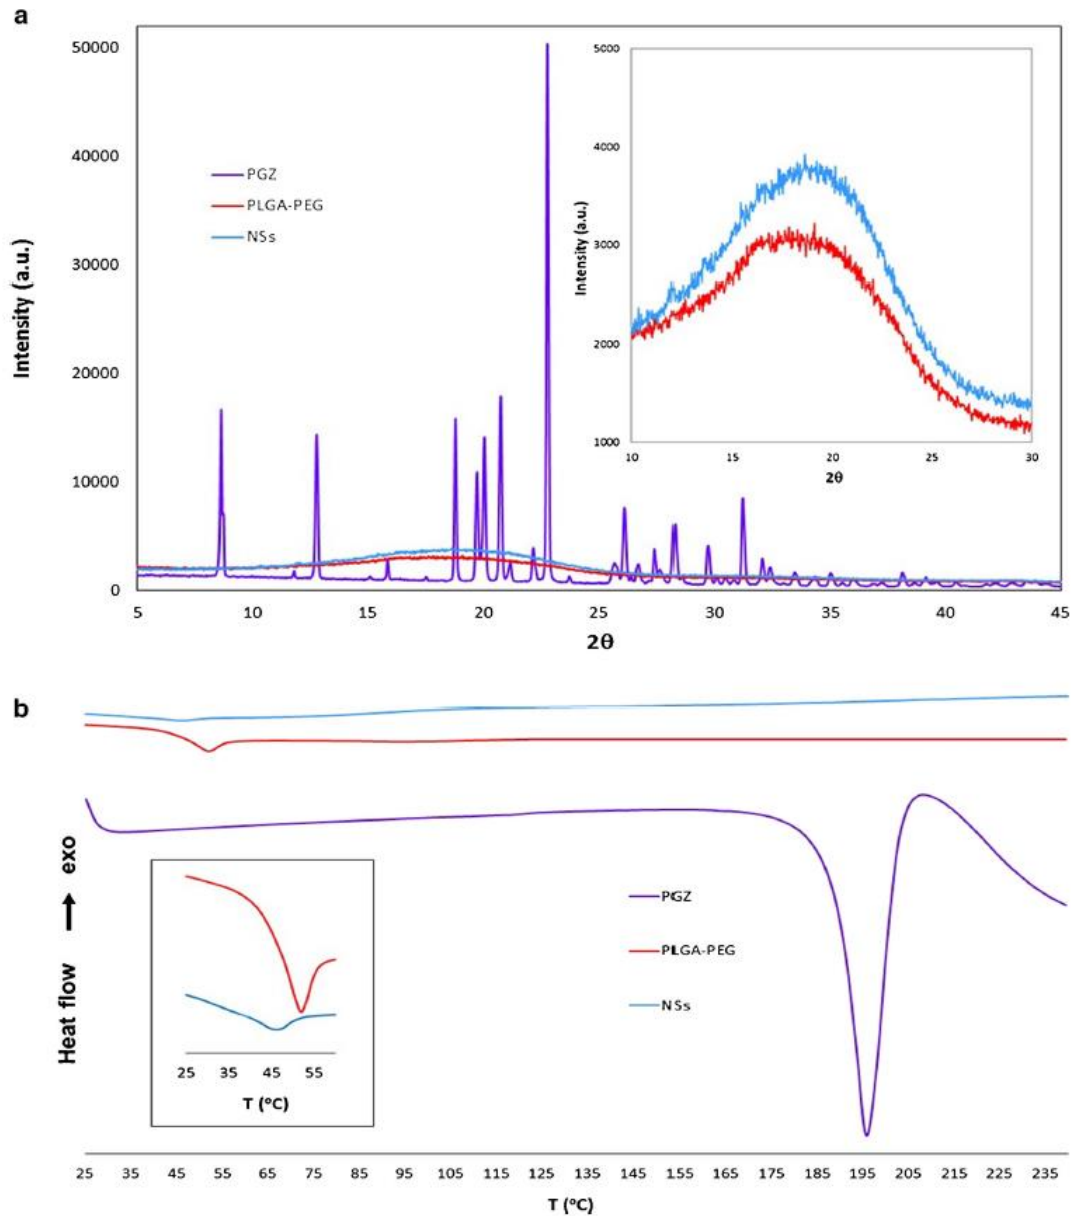 a
50000
40000
30000
20000
10000
0
Intensity (a.u.)
PGZ
PLGA-PEG
NSs
5 10 15 20 25 30 35 40 45
2θ
5000
4000
3000
2000
1000
Intensity (a.u.)
10 15 20 25 30
2θ
b
Heat flow → exo
25 35 45 55
T (°C)
PGZ
PLGA-PEG
NSs
25 35 45 55 65 75 85 95 105 115 125 135 145 155 165 175 185 195 205 215 225 235
T (°C)